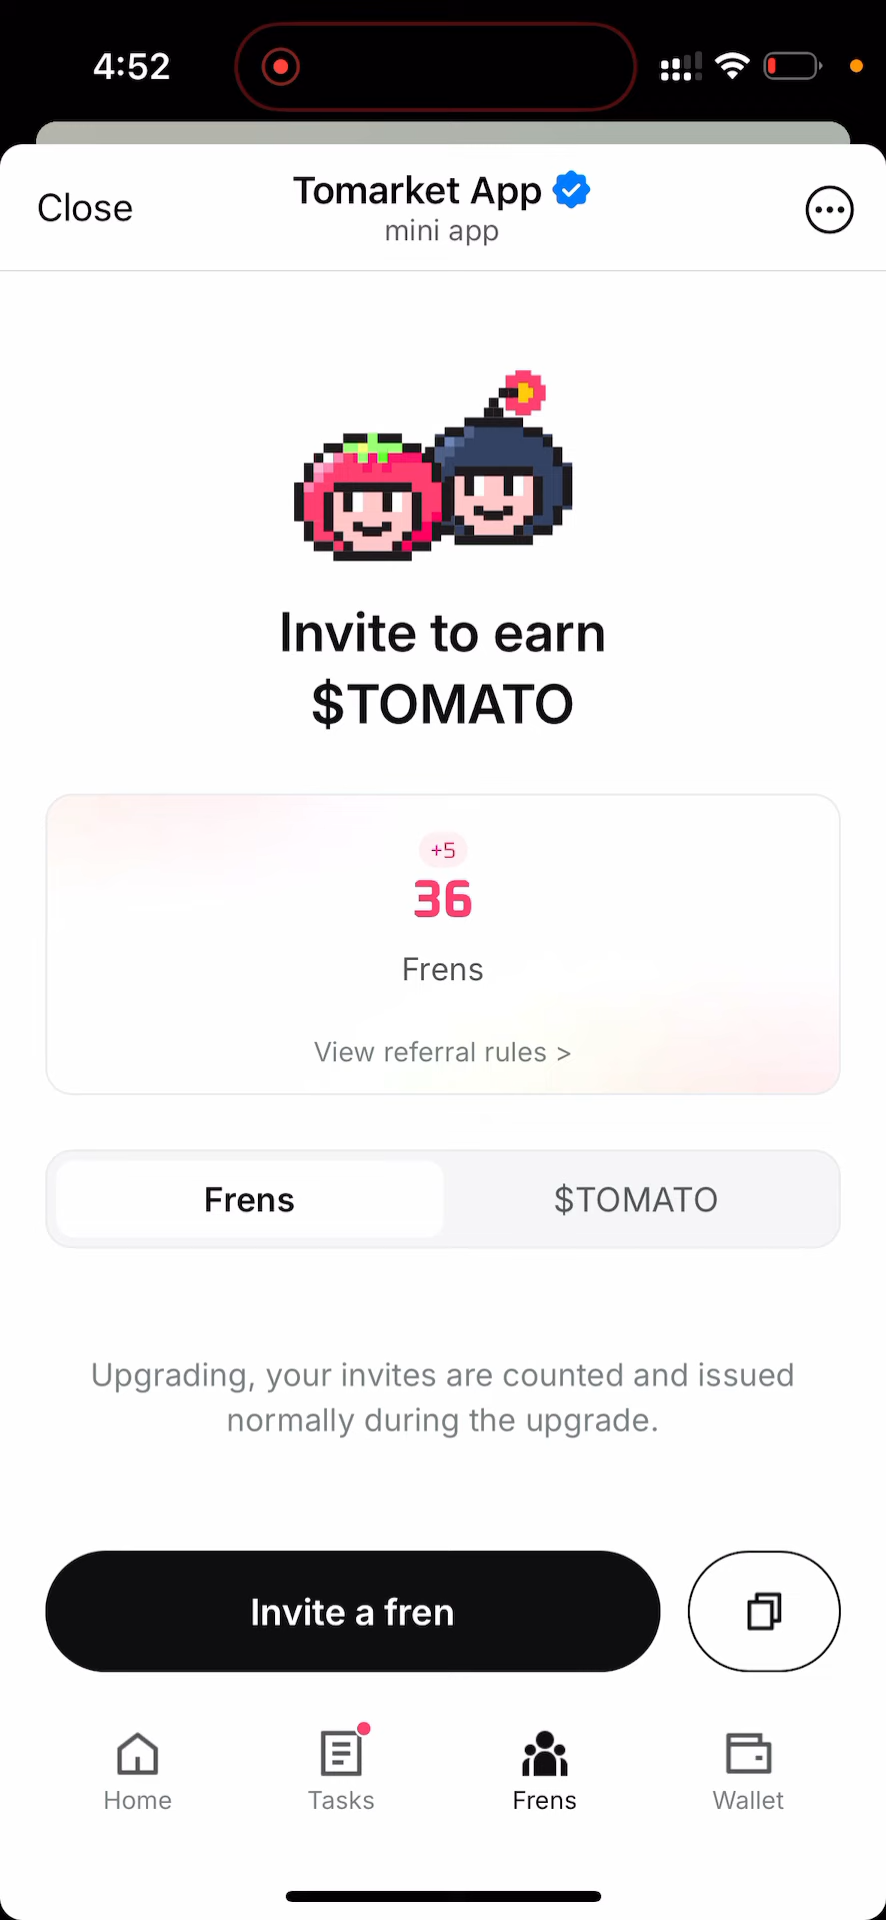 4:52
Close
Tomarket App
mini app
Invite to earn
$TOMATO
+5
36
Frens
View referral rules >
Frens
$TOMATO
Upgrading, your invites are counted and issued
normally during the upgrade.
Invite a fren
Home
Tasks
Frens
Wallet